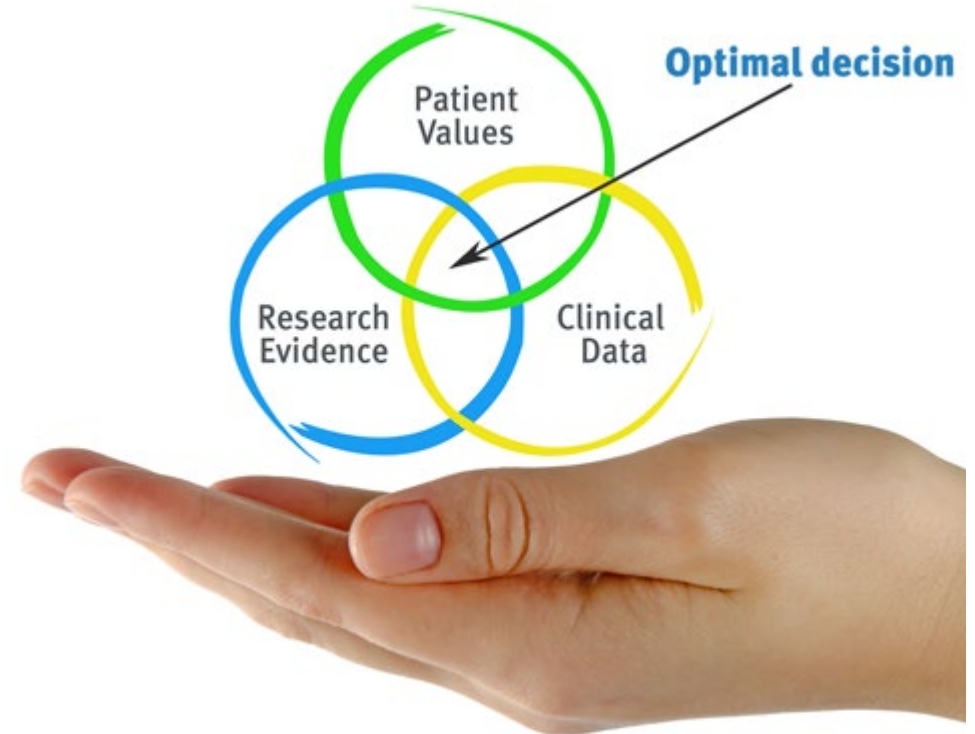 Optimal decision
Patient
Values
Research
Evidence
Clinical
Data